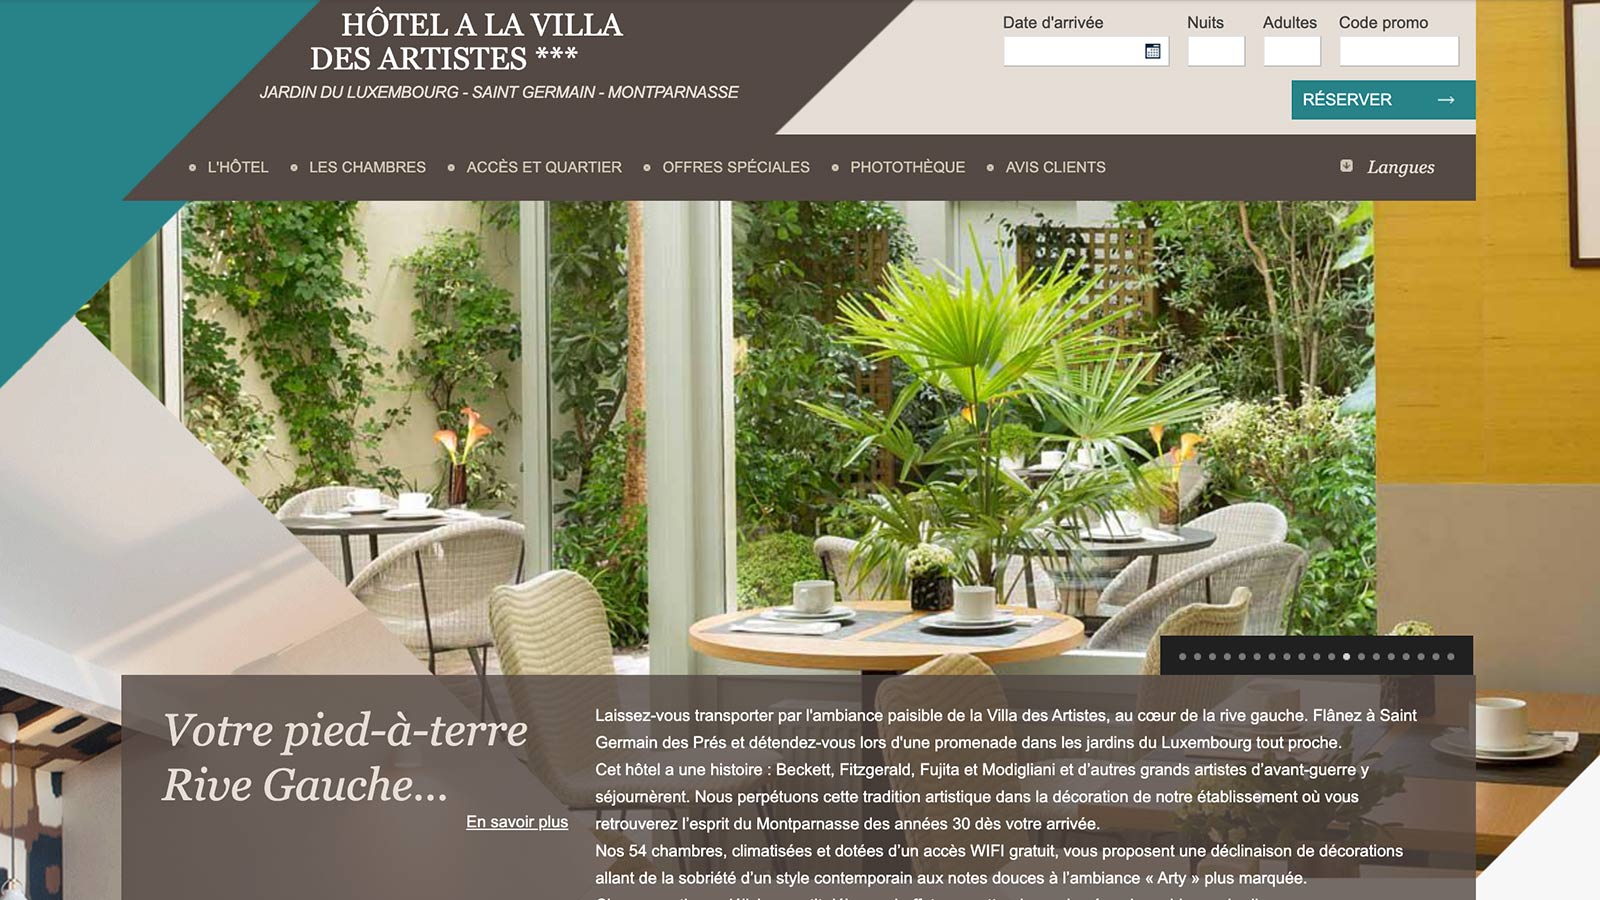 HÔTEL A LA VILLA
DES ARTISTES ***
JARDIN DU LUXEMBOURG - SAINT GERMAIN - MONTPARNASSE
Date d'arrivée
Nuits
Adultes
Code promo
RÉSERVER
L'HÔTEL
LES CHAMBRES
ACCÈS ET QUARTIER
OFFRES SPÉCIALES
PHOTOTHÈQUE
AVIS CLIENTS
Langues
Votre pied-à-terre
Rive Gauche...
En savoir plus
Laissez-vous transporter par l'ambiance paisible de la Villa des Artistes, au cœur de la rive gauche. Flânez à Saint
Germain des Prés et détendez-vous lors d'une promenade dans les jardins du Luxembourg tout proche.
Cet hôtel a une histoire : Beckett, Fitzgerald, Fujita et Modigliani et d’autres grands artistes d’avant-guerre y
séjournèrent. Nous perpétuons cette tradition artistique dans la décoration de notre établissement où vous
retrouverez l’esprit du Montparnasse des années 30 dès votre arrivée.
Nos 54 chambres, climatisées et dotées d’un accès WIFI gratuit, vous proposent une déclinaison de décorations
allant de la sobriété d’un style contemporain aux notes douces à l’ambiance « Arty » plus marquée.